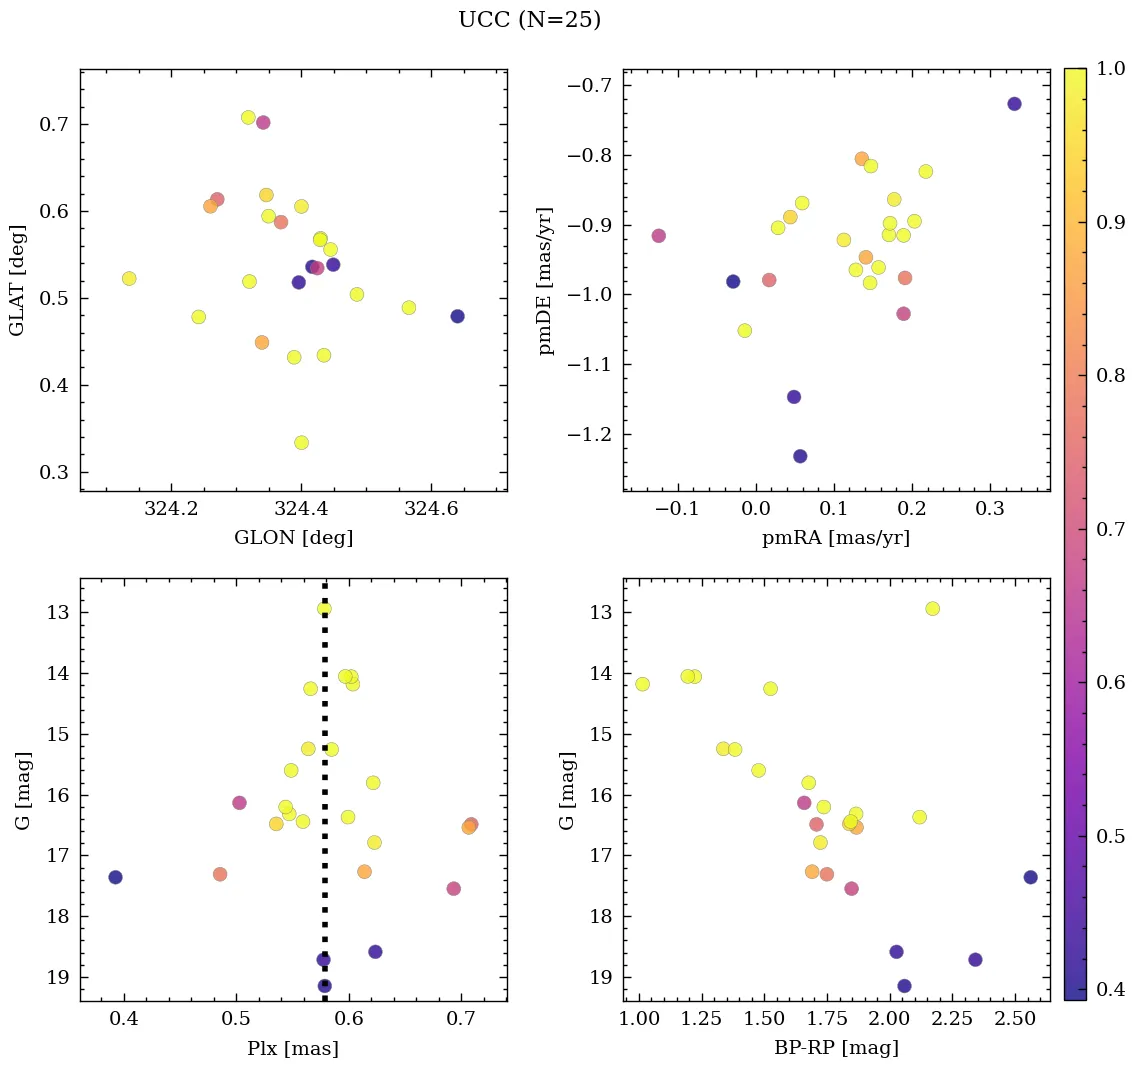 UCC (N=25)
GLAT [deg]
0.7
0.6
0.5
0.4
0.3
324.2 324.4 324.6
GLON [deg]
pmDE [mas/yr]
−0.7
−0.8
−0.9
−1.0
−1.1
−1.2
−0.1 0.0 0.1 0.2 0.3
pmRA [mas/yr]
1.0
0.9
0.8
0.7
0.6
0.5
0.4
G [mag]
13
14
15
16
17
18
19
0.4 0.5 0.6 0.7
Plx [mas]
G [mag]
13
14
15
16
17
18
19
1.00 1.25 1.50 1.75 2.00 2.25 2.50
BP-RP [mag]